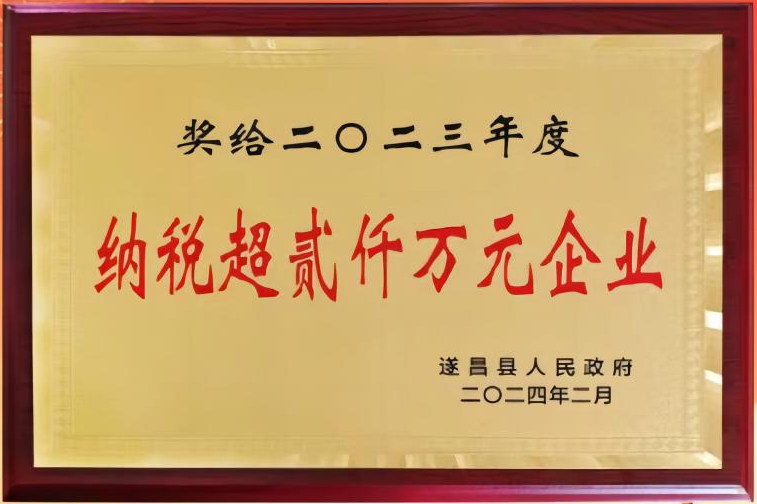 奖给二〇二三年度
纳税超贰仟万元企业
遂昌县人民政府
二〇二四年二月